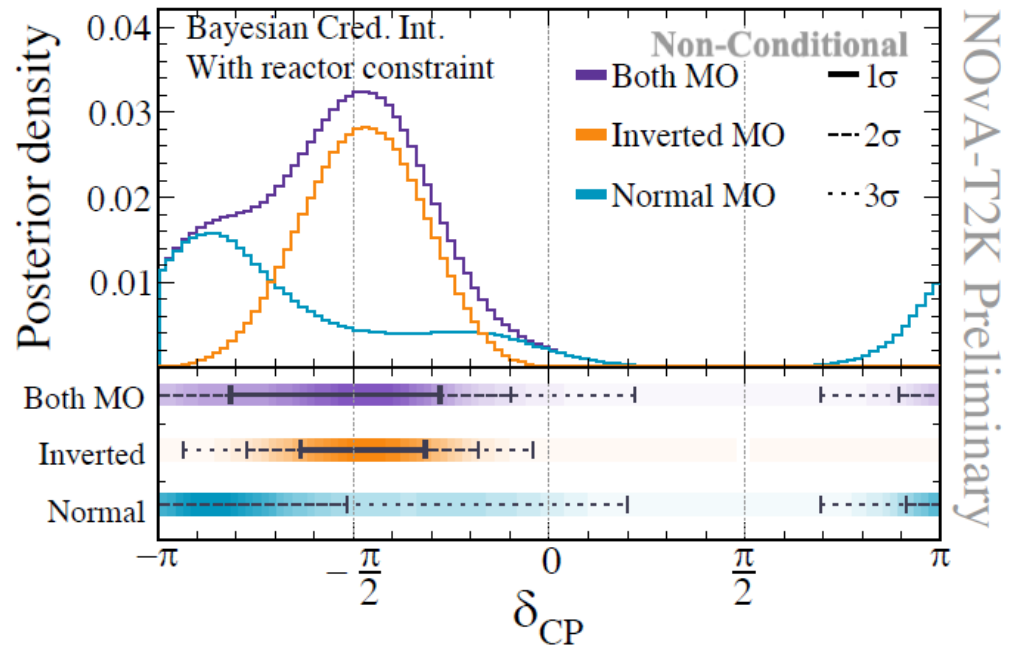 Bayesian Cred. Int.
With reactor constraint
Non-Conditional
Both MO
Inverted MO
Normal MO
1σ
2σ
3σ
Posterior density
0.04
0.03
0.02
0.01
Both MO
Inverted
Normal
−π
−π/2
0
π/2
π
δCP
NOvA-T2K Preliminary